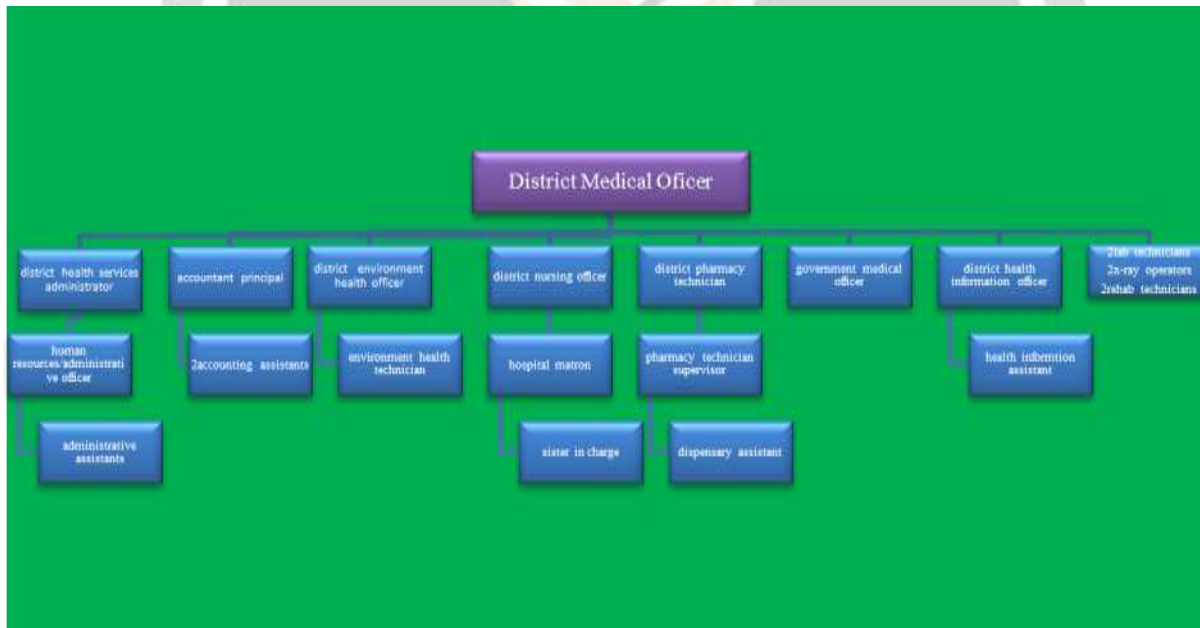 District Medical Oficer
district health services
administrator
accountant principal
district environment
health officer
district nursing officer
district pharmacy
technician
government medical
officer
district health
information officer
2lab technicians
2x-ray operators
2rehab technicians
human
resources/administrati
ve officer
2accounting assistants
environment health
technician
hospital matron
pharmacy technician
supervisor
health informtion
assistant
administrative
assistants
sister in charge
dispensary assistant